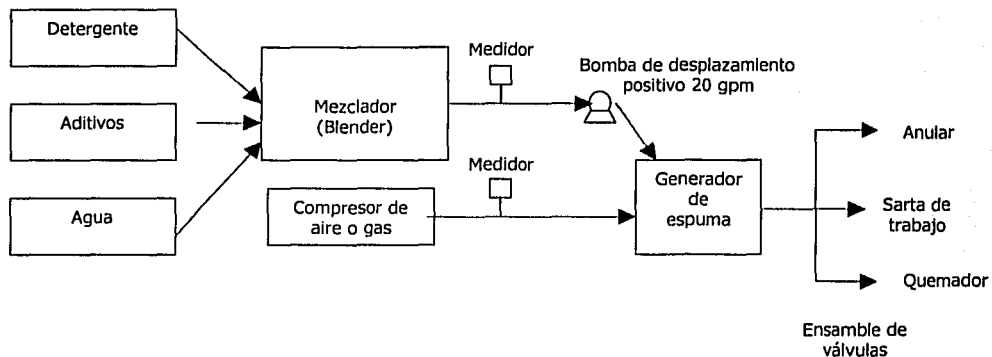 Detergente
Aditivos
Agua
Mezclador
(Blender)
Medidor
Bomba de desplazamiento
positivo 20 gpm
Medidor
Compresor de
aire o gas
Generador
de
espuma
Anular
Sarta de
trabajo
Quemador
Ensamble de
válvulas